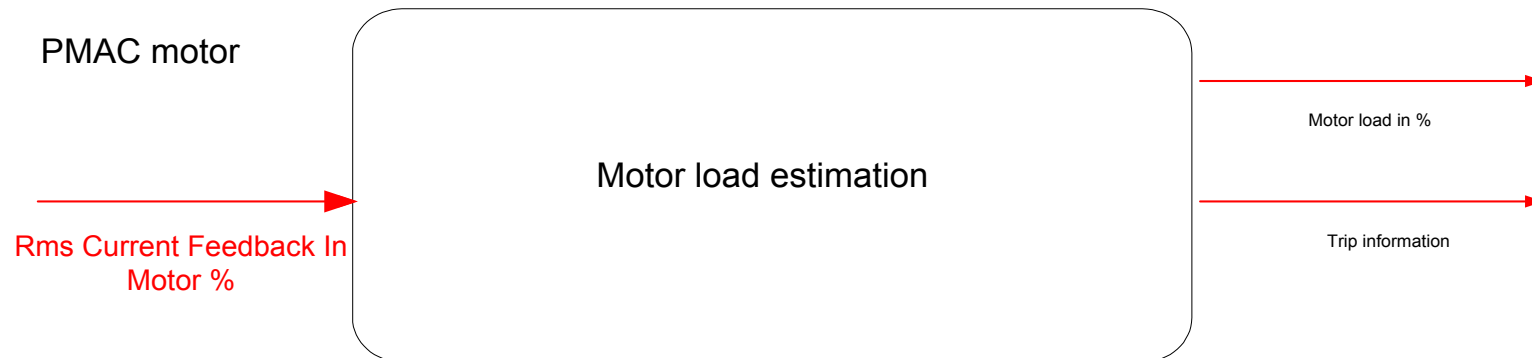 PMAC motor
Motor load in %
Motor load estimation
Rms Current Feedback In
Motor %
Trip information